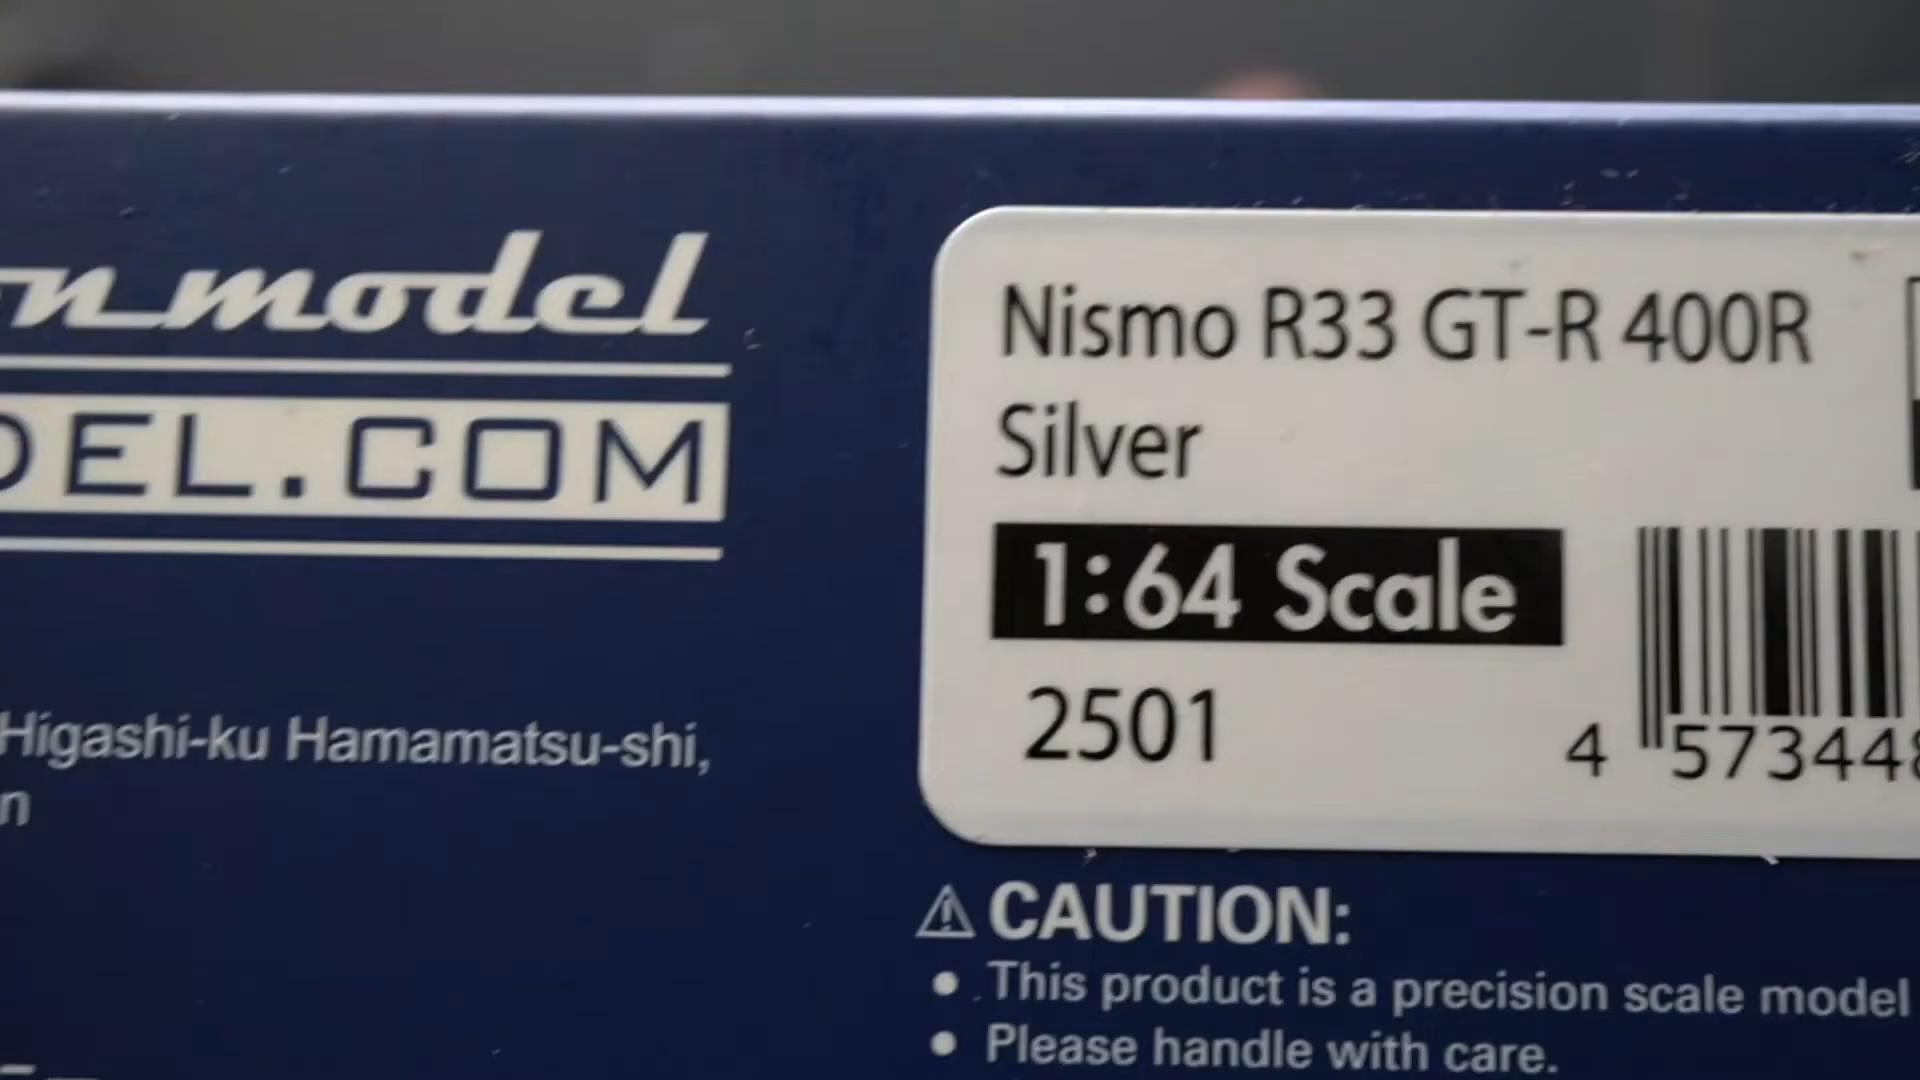 n model
DEL.COM
Higashi-ku Hamamatsu-shi,
n
Nismo R33 GT-R 400R
Silver
1:64 Scale
2501
4 573448
⚠ CAUTION:
• This product is a precision scale model
• Please handle with care.